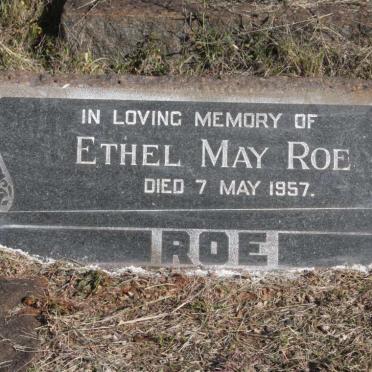 IN LOVING MEMORY OF
ETHEL MAY ROE
DIED 7 MAY 1957.
ROE